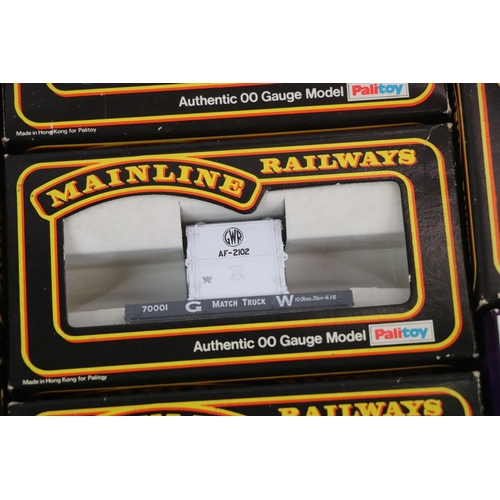 Authentic 00 Gauge Model Palitoy
Made in Hong Kong for Palitoy
MAINLINE RAILWAYS
GWR
AF-2102
70001 G MATCH TRUCK W
Authentic 00 Gauge Model Palitoy
Made in Hong Kong for Palitoy
RAILWAYS